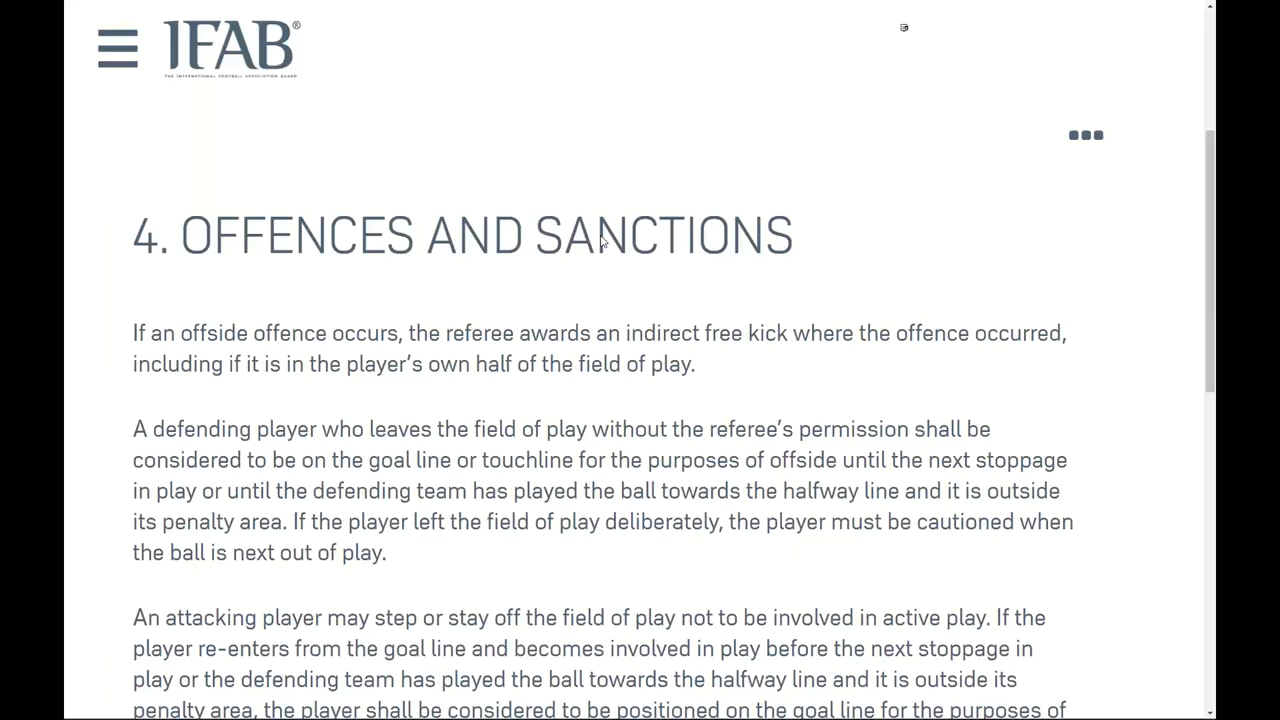 IFAB®
THE INTERNATIONAL FOOTBALL ASSOCIATION BOARD
4. OFFENCES AND SANCTIONS
If an offside offence occurs, the referee awards an indirect free kick where the offence occurred,
including if it is in the player’s own half of the field of play.
A defending player who leaves the field of play without the referee’s permission shall be
considered to be on the goal line or touchline for the purposes of offside until the next stoppage
in play or until the defending team has played the ball towards the halfway line and it is outside
its penalty area. If the player left the field of play deliberately, the player must be cautioned when
the ball is next out of play.
An attacking player may step or stay off the field of play not to be involved in active play. If the
player re-enters from the goal line and becomes involved in play before the next stoppage in
play or the defending team has played the ball towards the halfway line and it is outside its
penalty area, the player shall be considered to be positioned on the goal line for the purposes of